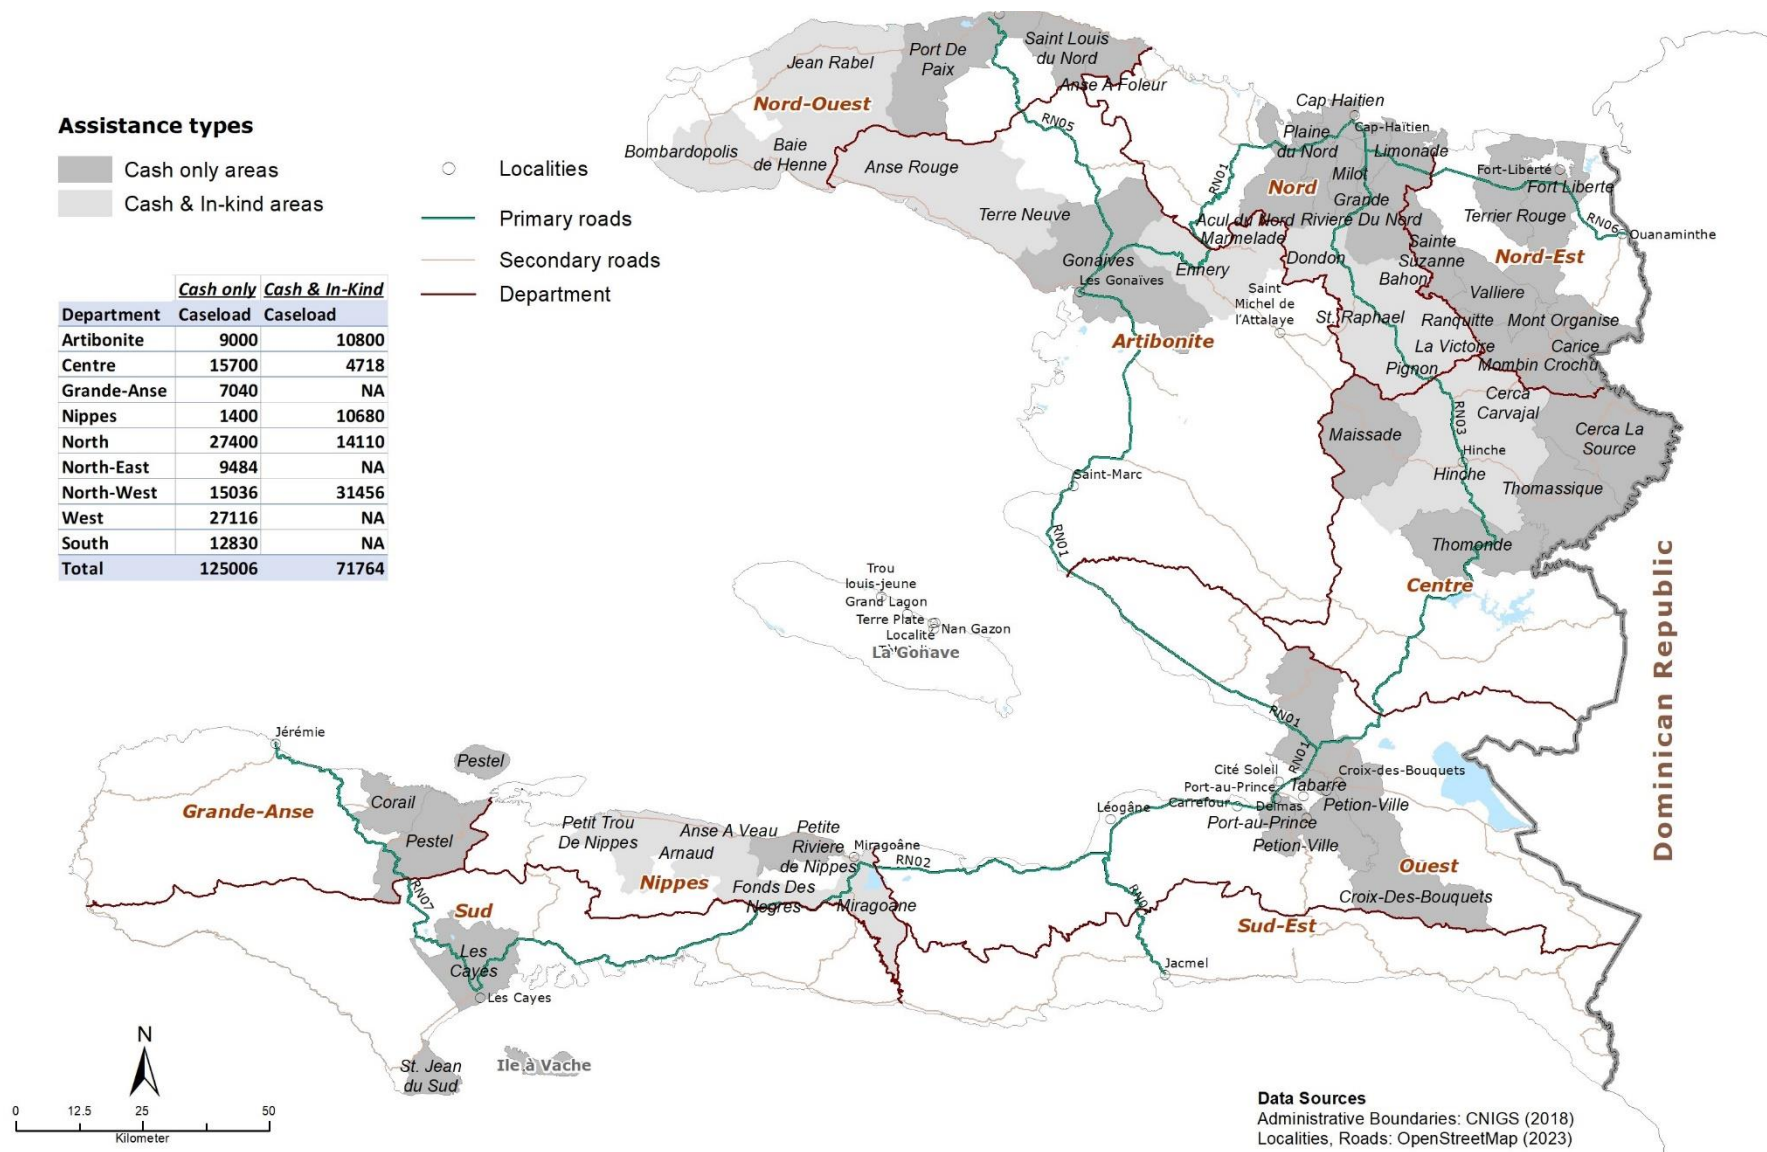 Assistance types
Cash only areas
Cash & In-kind areas
Localities
Primary roads
Secondary roads
Department
Cash only Cash & In-Kind
Department Caseload Caseload
Artibonite 9000 10800
Centre 15700 4718
Grande-Anse 7040 NA
Nippes 1400 10680
North 27400 14110
North-East 9484 NA
North-West 15036 31456
West 27116 NA
South 12830 NA
Total 125006 71764
Jean Rabel
Port De
Paix
Saint Louis
du Nord
Anse A Foleur
Nord-Ouest
Bombardopolis
Baie
de Henne
Anse Rouge
RN05
Terre Neuve
Gonaives
Les Gonaïves
Ennery
Artibonite
Saint
Michel de
l'Attalaye
RN01
Cap Haitien
Cap-Haïtien
Plaine
du Nord
Limonade
Nord
Milot
Grande
Riviere Du Nord
Acul du Nord
Marmelade
Dondon
Bahon
St. Raphael
Ranquitte
La Victoire
Pignon
Fort-Liberté
Fort Liberte
Terrier Rouge
RN06
Ouanaminthe
Nord-Est
Sainte
Suzanne
Valliere
Mont Organise
Carice
Mombin Crochu
Cerca
Carvajal
RN03
Maissade
Hinche
Hinche
Cerca La
Source
Thomassique
Thomonde
Centre
Saint-Marc
RN01
Trou
louis-jeune
Grand Lagon
Terre Plate
Localité
Nan Gazon
La Gonave
RN01
RN01
Cité Soleil
Croix-des-Bouquets
Port-au-Prince
Tabarre
Carrefour
Delmas
Petion-Ville
Port-au-Prince
Petion-Ville
Léogâne
Ouest
Croix-Des-Bouquets
Sud-Est
Jacmel
Dominican Republic
Jérémie
Pestel
Corail
Grande-Anse
Pestel
RN07
Sud
Les
Cayes
Les Cayes
St. Jean
du Sud
Ile à Vache
Petit Trou
De Nippes
Anse A Veau
Arnaud
Petite
Riviere
de Nippes
Nippes
Fonds Des
Negres
Miragoâne
Miragoane
RN02
N
0 12.5 25 50
Kilometer
Data Sources
Administrative Boundaries: CNIGS (2018)
Localities, Roads: OpenStreetMap (2023)